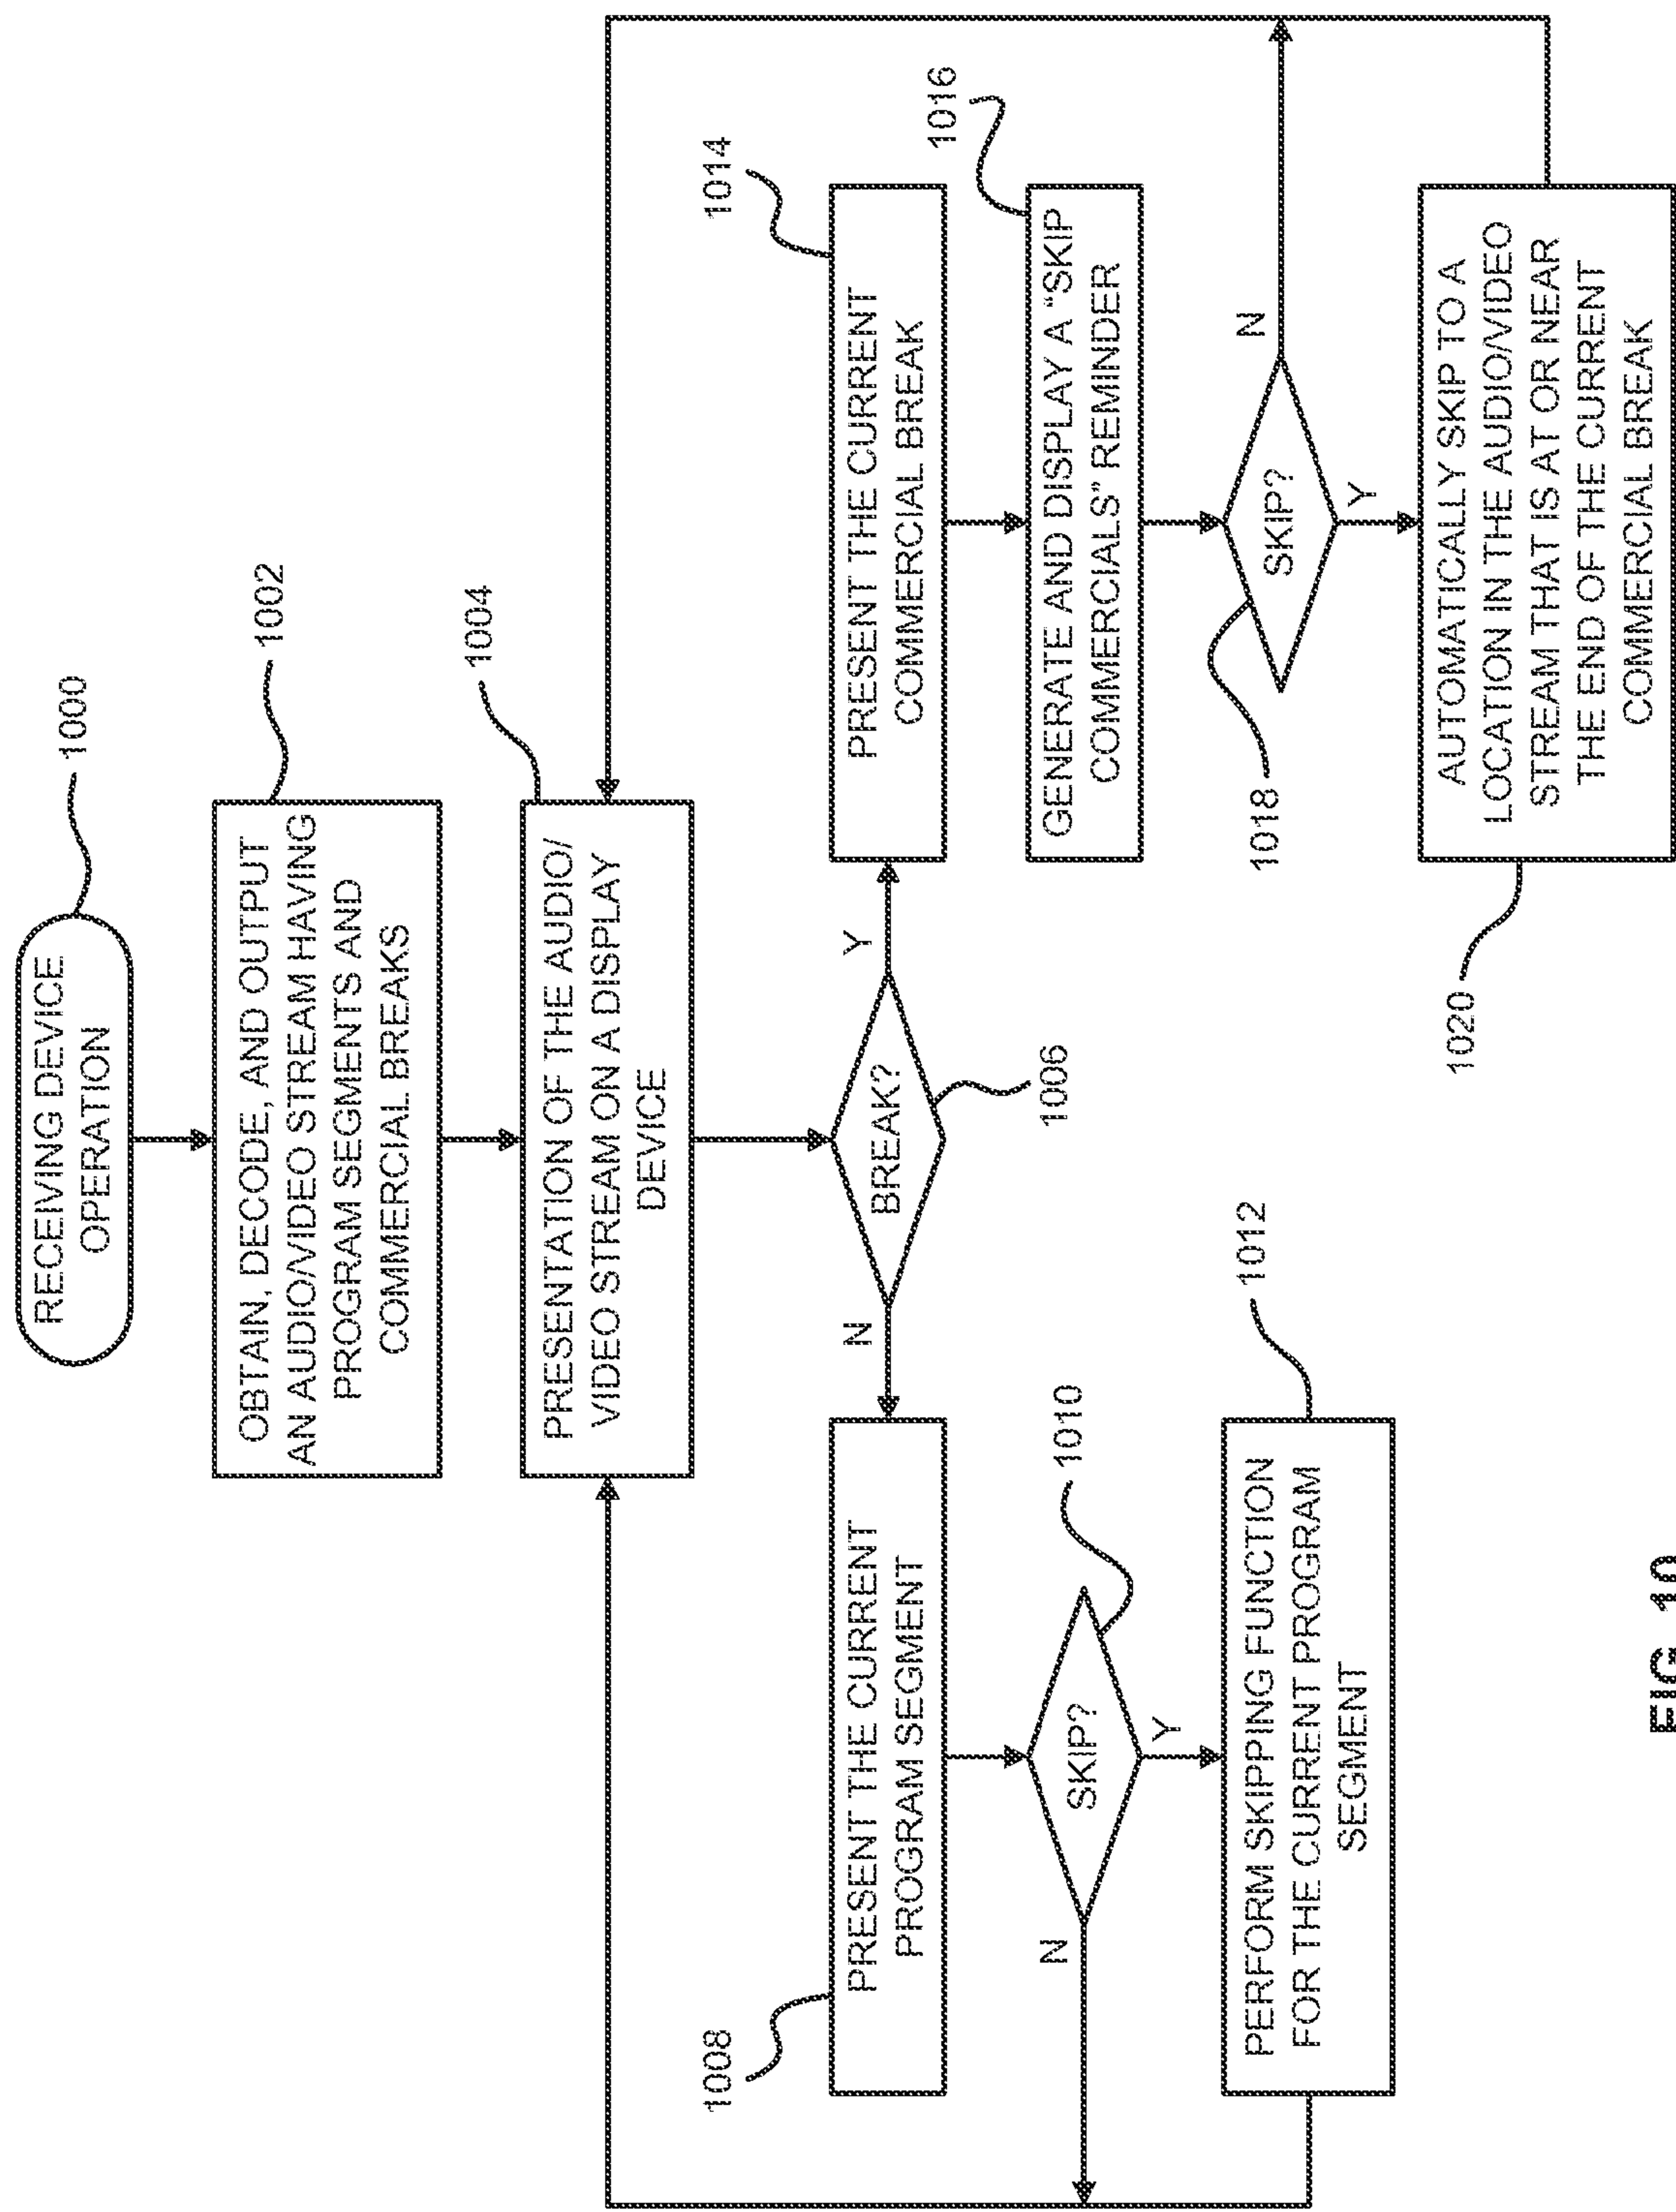 RECEIVING DEVICE
OPERATION
1000
OBTAIN, DECODE, AND OUTPUT
AN AUDIO/VIDEO STREAM HAVING
PROGRAM SEGMENTS AND
COMMERCIAL BREAKS
1002
PRESENTATION OF THE AUDIO/
VIDEO STREAM ON A DISPLAY
DEVICE
1004
BREAK?
1006
N
Y
1008
PRESENT THE CURRENT
PROGRAM SEGMENT
SKIP?
1010
N
Y
PERFORM SKIPPING FUNCTION
FOR THE CURRENT PROGRAM
SEGMENT
1012
PRESENT THE CURRENT
COMMERCIAL BREAK
1014
GENERATE AND DISPLAY A "SKIP
COMMERCIALS" REMINDER
1016
SKIP?
1018
N
Y
AUTOMATICALLY SKIP TO A
LOCATION IN THE AUDIO/VIDEO
STREAM THAT IS AT OR NEAR
THE END OF THE CURRENT
COMMERCIAL BREAK
1020
FIG. 10